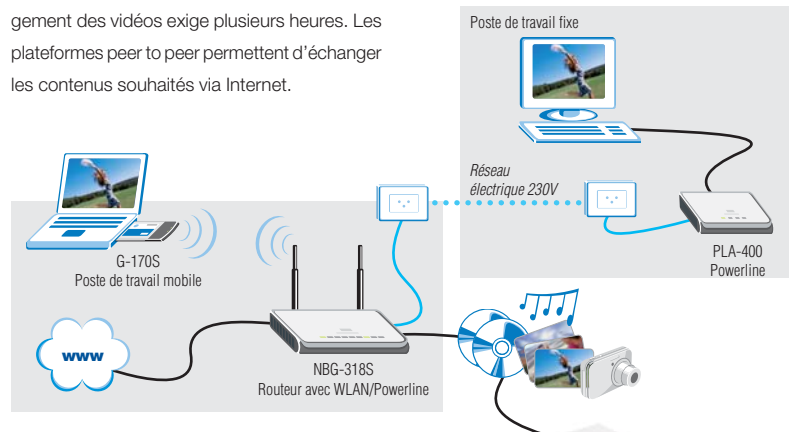 gement des vidéos exige plusieurs heures. Les
plateformes peer to peer permettent d'échanger
les contenus souhaités via Internet.
Poste de travail fixe
Réseau
électrique 230V
PLA-400
Powerline
G-170S
Poste de travail mobile
www
NBG-318S
Routeur avec WLAN/Powerline